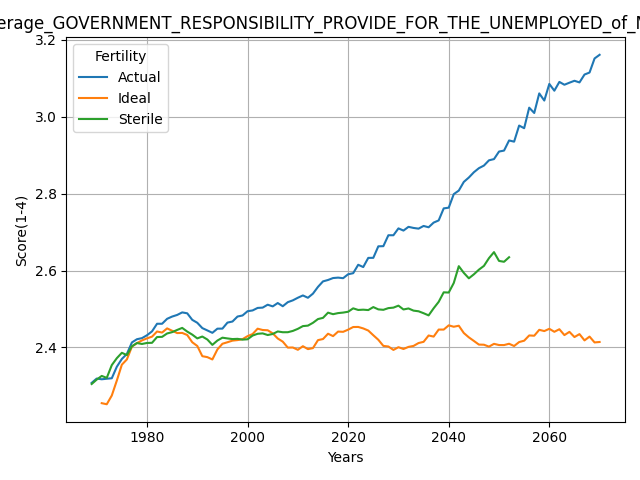 erage_GOVERNMENT_RESPONSIBILITY_PROVIDE_FOR_THE_UNEMPLOYED_of_
Fertility
Actual
Ideal
Sterile
3.2
3.0
2.8
2.6
2.4
Score(1-4)
1980
2000
2020
2040
2060
Years